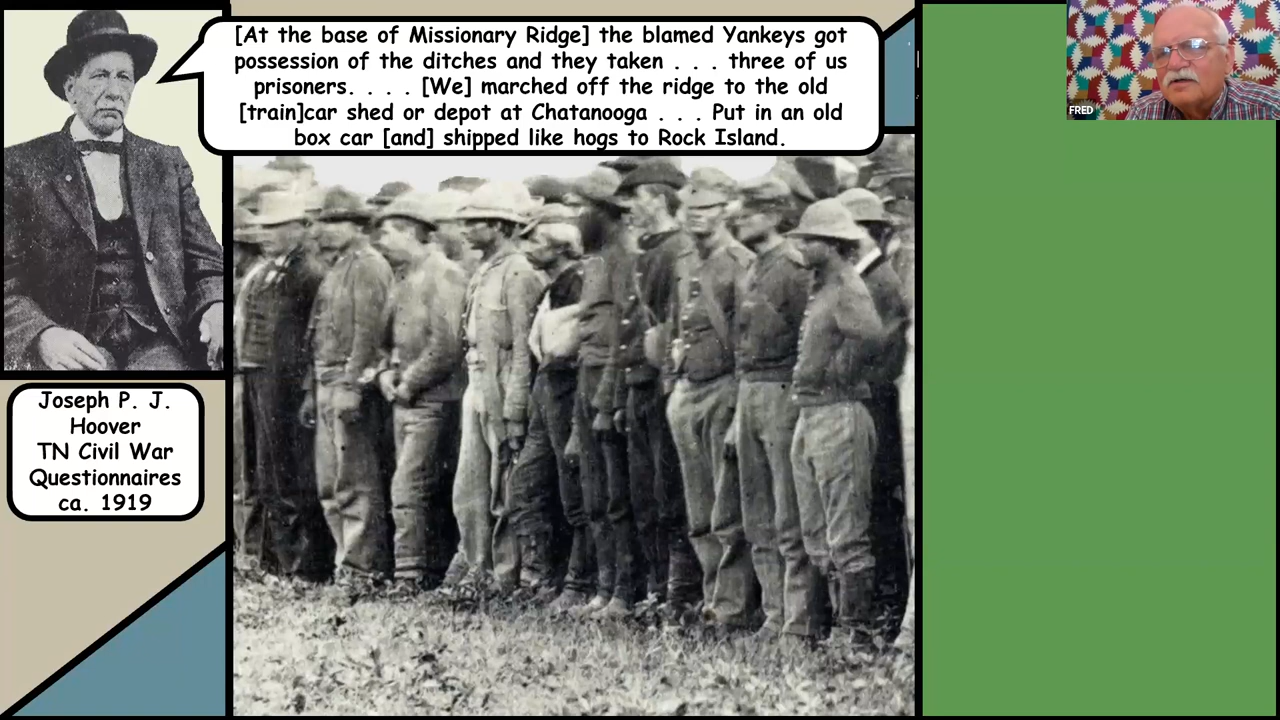 [At the base of Missionary Ridge] the blamed Yankeys got
possession of the ditches and they taken . . . three of us
prisoners. . . . [We] marched off the ridge to the old
[train]car shed or depot at Chatanooga . . . Put in an old
box car [and] shipped like hogs to Rock Island.
FRED
Joseph P. J.
Hoover
TN Civil War
Questionnaires
ca. 1919